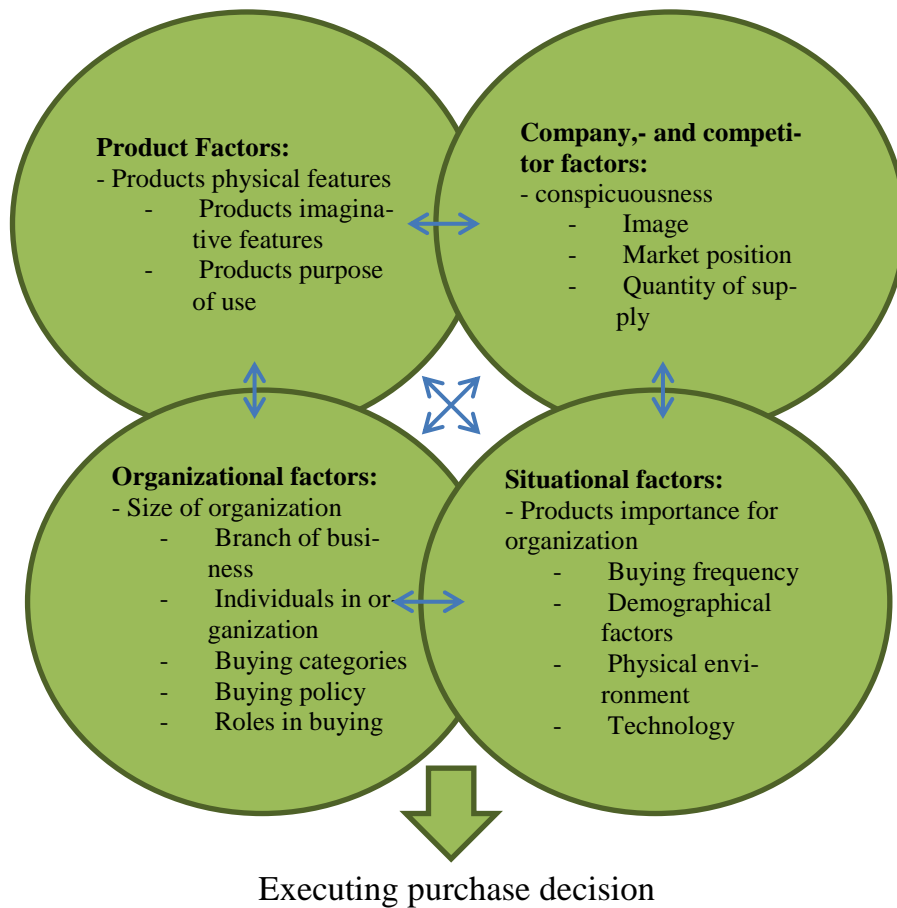 Product Factors:
- Products physical features
- Products imagina-
tive features
- Products purpose
of use
Company,- and competi-
tor factors:
- conspicuousness
- Image
- Market position
- Quantity of sup-
ply
Organizational factors:
- Size of organization
- Branch of busi-
ness
- Individuals in or-
ganization
- Buying categories
- Buying policy
- Roles in buying
Situational factors:
- Products importance for
organization
- Buying frequency
- Demographical
factors
- Physical envi-
ronment
- Technology
Executing purchase decision